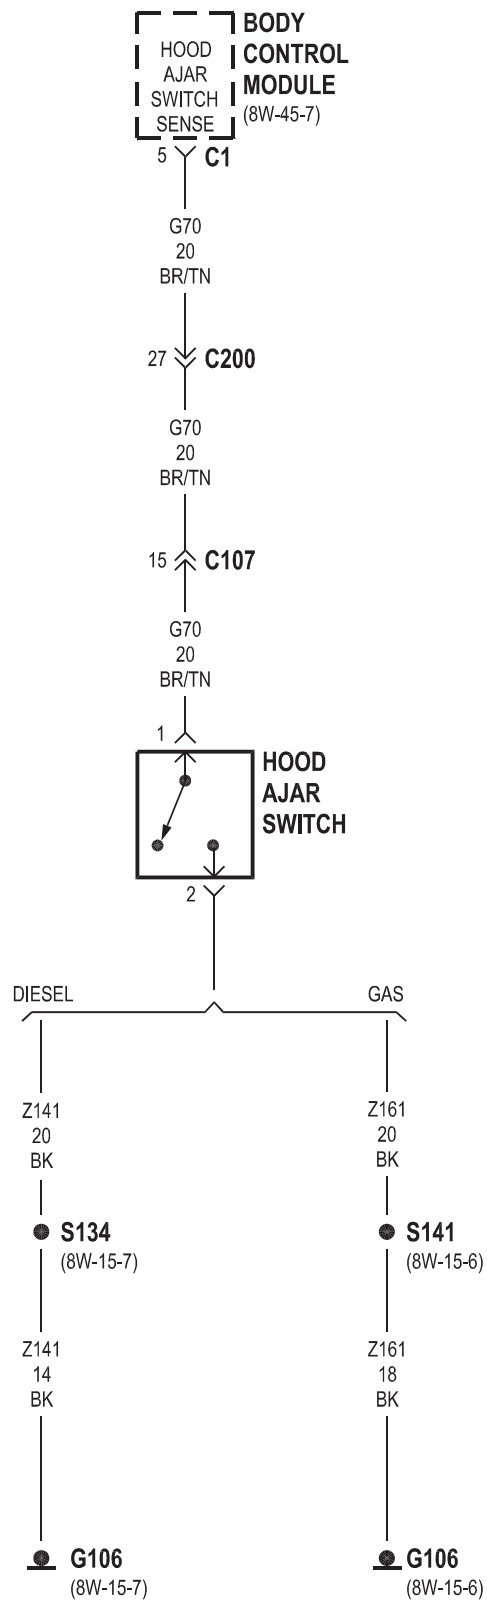 HOOD
AJAR
SWITCH
SENSE
BODY
CONTROL
MODULE
(8W-45-7)
5 C1
G70
20
BR/TN
27 C200
G70
20
BR/TN
15 C107
G70
20
BR/TN
1
HOOD
AJAR
SWITCH
2
DIESEL GAS
Z141
20
BK
Z161
20
BK
S134
(8W-15-7)
S141
(8W-15-6)
Z141
14
BK
Z161
18
BK
G106
(8W-15-7)
G106
(8W-15-6)